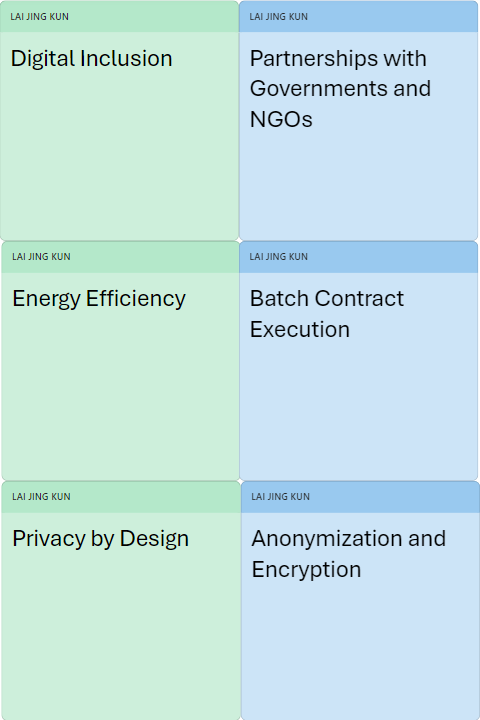 LAI JING KUN
Digital Inclusion
LAI JING KUN
Partnerships with
Governments and
NGOs
LAI JING KUN
Energy Efficiency
LAI JING KUN
Batch Contract
Execution
LAI JING KUN
Privacy by Design
LAI JING KUN
Anonymization and
Encryption